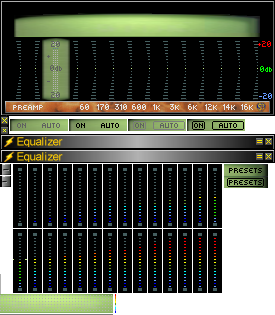 20 +20
0db 0db
20 -20
PREAMP 60 170 310 600 1K 3K 6K 12K 14K 16K
ON AUTO ON AUTO ON AUTO ON AUTO
Equalizer
Equalizer
PRESETS
PRESETS